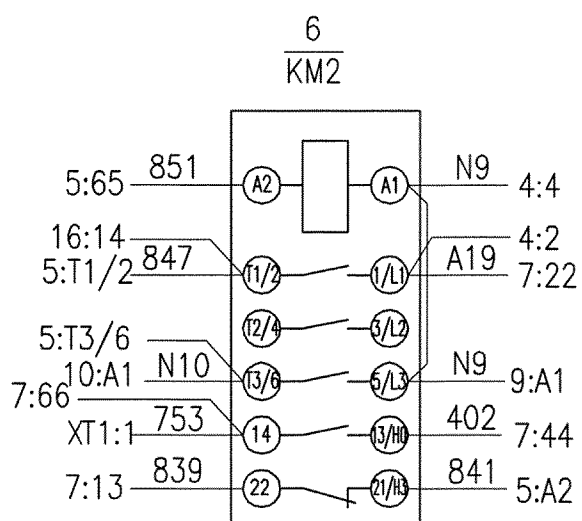 6
KM2
5:65 851 A2 A1 N9 4:4
16:14 4:2
5:T1/2 847 T1/2 1/L1 A19 7:22
T2/4 3/L2
5:T3/6
10:A1 N10 T3/6 5/L3 N9 9:A1
7:66
XT1:1 753 14 13/H0 402 7:44
7:13 839 22 21/H3 841 5:A2